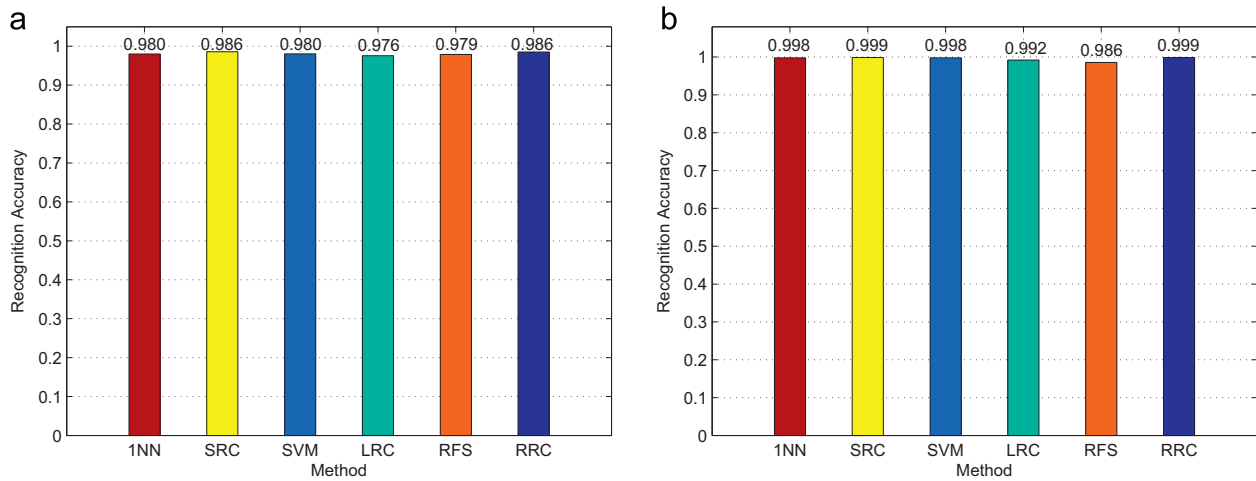 a
0.980 0.986 0.980 0.976 0.979 0.986
1
0.9
0.8
0.7
0.6
0.5
0.4
0.3
0.2
0.1
0
Recognition Accuracy
1NN SRC SVM LRC RFS RRC
Method
b
0.998 0.999 0.998 0.992 0.986 0.999
1
0.9
0.8
0.7
0.6
0.5
0.4
0.3
0.2
0.1
0
Recognition Accuracy
1NN SRC SVM LRC RFS RRC
Method